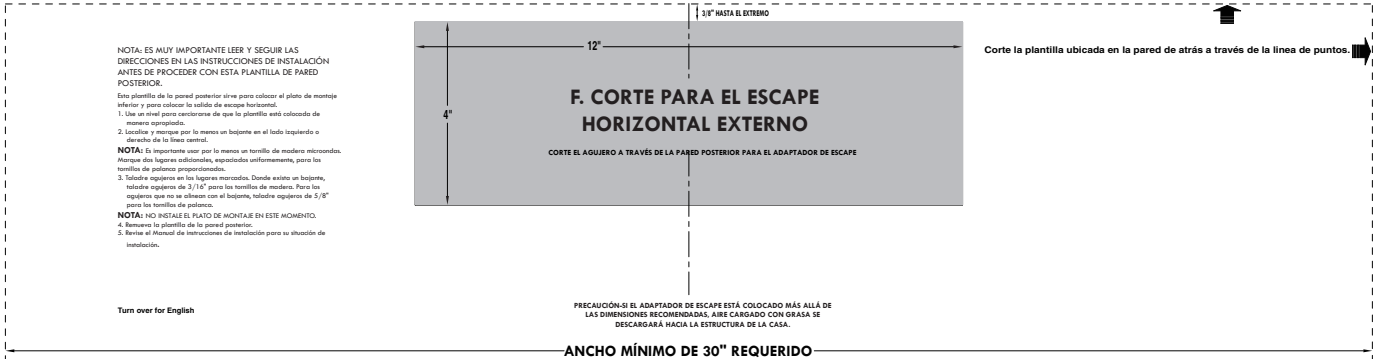 3/8" HASTA EL EXTREMO
12"
4"
F. CORTE PARA EL ESCAPE
HORIZONTAL EXTERNO
CORTE EL AGUJERO A TRAVÉS DE LA PARED POSTERIOR PARA EL ADAPTADOR DE ESCAPE
Corte la plantilla ubicada en la pared de atrás a través de la linea de puntos.
NOTA: ES MUY IMPORTANTE LEER Y SEGUIR LAS
DIRECCIONES EN LAS INSTRUCCIONES DE INSTALACIÓN
ANTES DE PROCEDER CON ESTA PLANTILLA DE PARED
POSTERIOR.
Esta plantilla de la pared posterior sirve para colocar el plato de montaje
inferior y para colocar la salida de escape horizontal.
1. Use un nivel para cerciorarse de que la plantilla está colocada de
manera apropiada.
2. Localice y marque por lo menos un bajante en el lado izquierdo o
derecho de la línea central.
NOTA: Es importante usar por lo menos un tornillo de madera microondas.
Marque dos lugares adicionales, espaciados uniformemente, para los
tornillos de palanca proporcionados.
3. Taladre agujeros en los lugares marcados. Donde exista un bajante,
taladre agujeros de 3/16" para los tornillos de madera. Para los
agujeros que no se alinean con el bajante, taladre agujeros de 5/8"
para los tornillos de palanca.
NOTA: NO INSTALE EL PLATO DE MONTAJE EN ESTE MOMENTO.
4. Remueva la plantilla de la pared posterior.
5. Revise el Manual de instrucciones de instalación para su situación de
instalación.
Turn over for English
PRECAUCIÓN-SI EL ADAPTADOR DE ESCAPE ESTÁ COLOCADO MÁS ALLÁ DE
LAS DIMENSIONES RECOMENDADAS, AIRE CARGADO CON GRASA SE
DESCARGARÁ HACIA LA ESTRUCTURA DE LA CASA.
ANCHO MÍNIMO DE 30" REQUERIDO